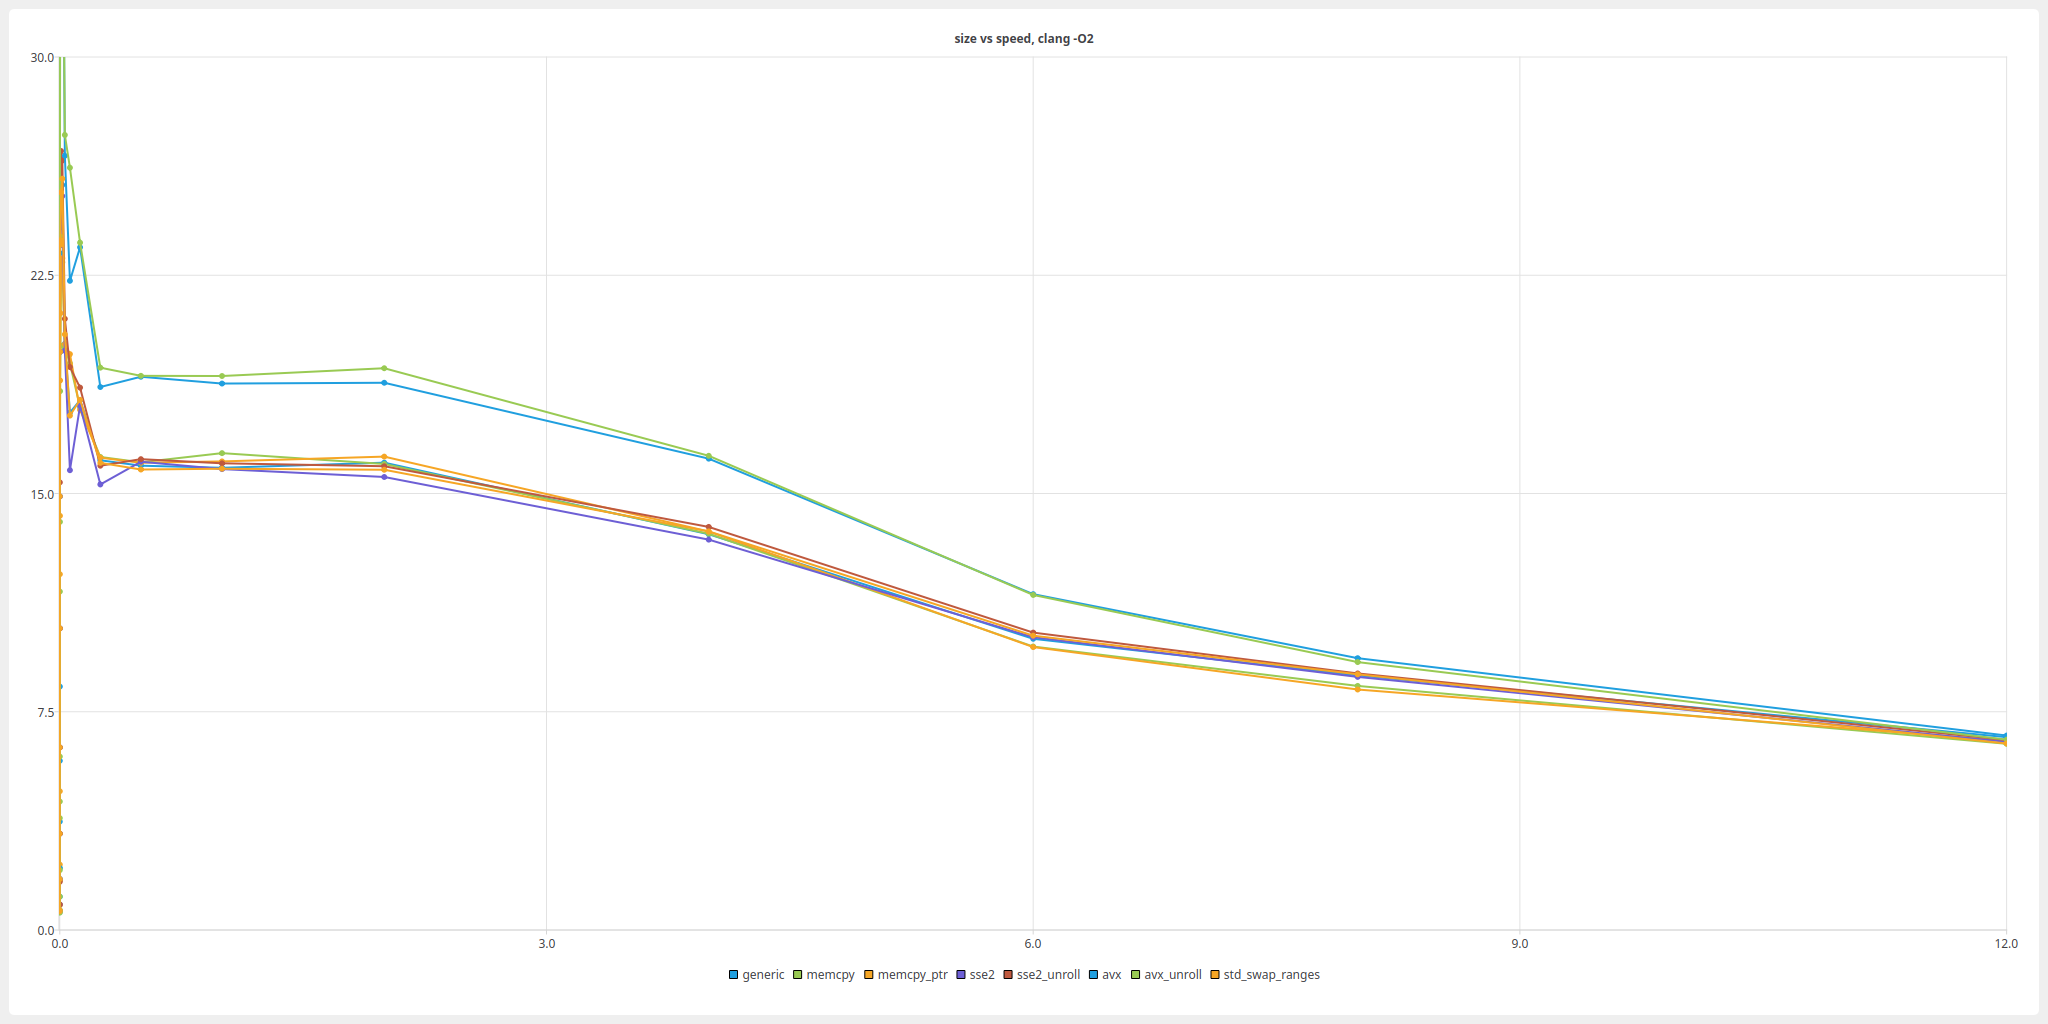 size vs speed, clang -O2
30.0
22.5
15.0
7.5
0.0
0.0 3.0 6.0 9.0 12.0
generic memcpy memcpy_ptr sse2 sse2_unroll avx avx_unroll std_swap_ranges